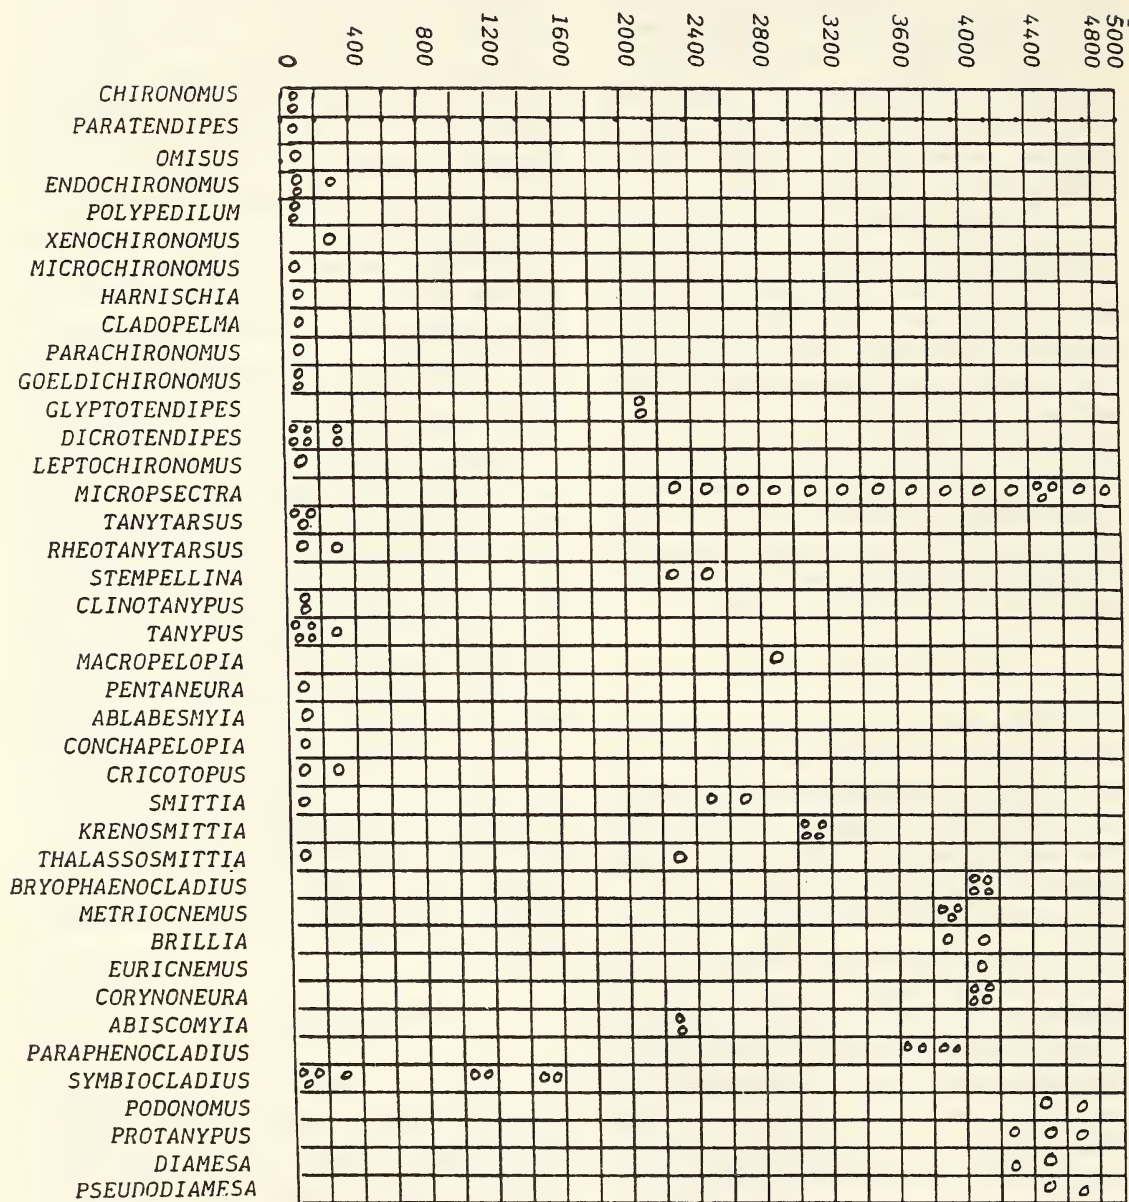 0 400 800 1200 1600 2000 2400 2800 3200 3600 4000 4400 4800 5000
CHIRONOMUS
PARATENDIPES
OMISUS
ENDOCHIRONOMUS
POLYPEDILUM
XENOCHIRONOMUS
MICROCHIRONOMUS
HARNISCHIA
CLADOPELMA
PARACHIRONOMUS
GOELDICHIRONOMUS
GLYPTOTENDIPES
DICROTENDIPES
LEPTOCHIRONOMUS
MICROPSECTRA
TANYTARSUS
RHEOTANYTARSUS
STEMPELLINA
CLINOTANYPUS
TANYPUS
MACROPELOPIA
PENTANEURA
ABLABESMYIA
CONCHAPELOPIA
CRICOTOPUS
SMITTIA
KRENOSMITTIA
THALASSOSMITTIA
BRYOPHAENOCLADIUS
METRIOCNEMUS
BRILLIA
EURICNEMUS
CORYNONEURA
ABISCOMYIA
PARAPHENOCLADIUS
SYMBIOCLADIUS
PODONOMUS
PROTANYPUS
DIAMESA
PSEUDODIAMESA